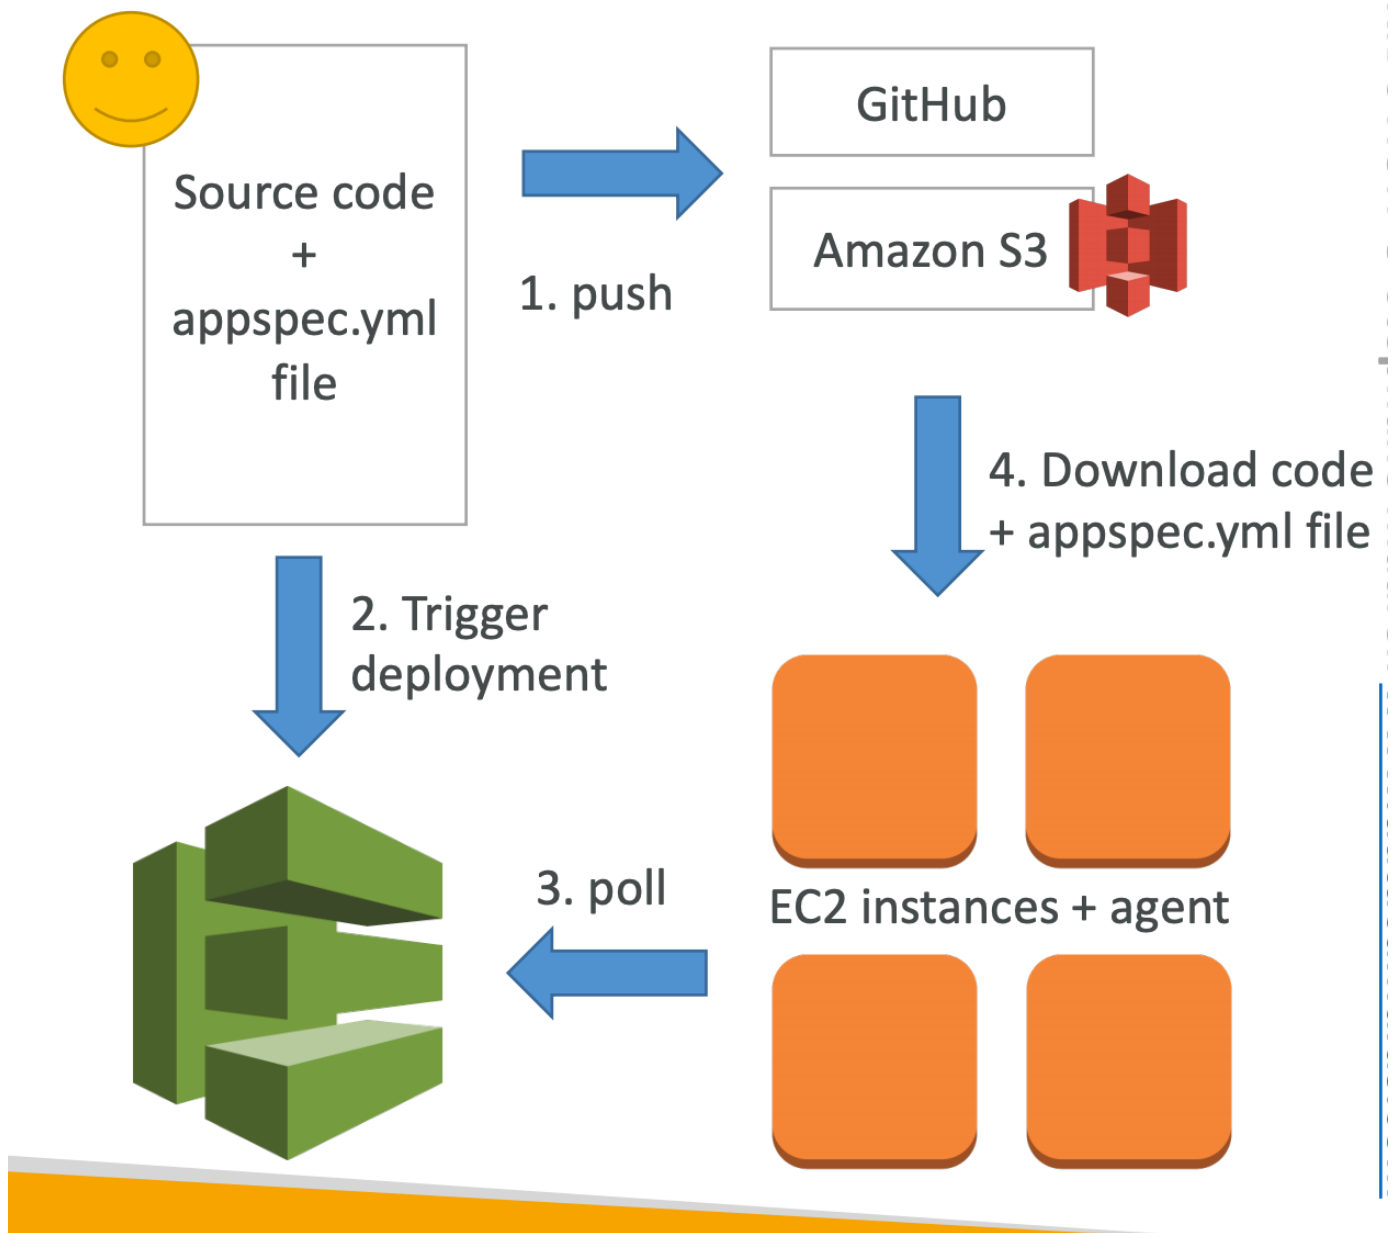 Source code
+
appspec.yml
file
1. push
GitHub
Amazon S3
2. Trigger
deployment
3. poll
4. Download code
+ appspec.yml file
EC2 instances + agent